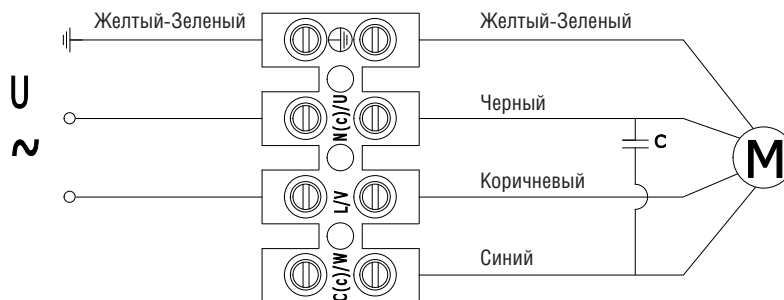 Желтый-Зеленый
Желтый-Зеленый
U
~
N(c)/U
Черный
C
M
L/V
Коричневый
C(c)/W
Синий